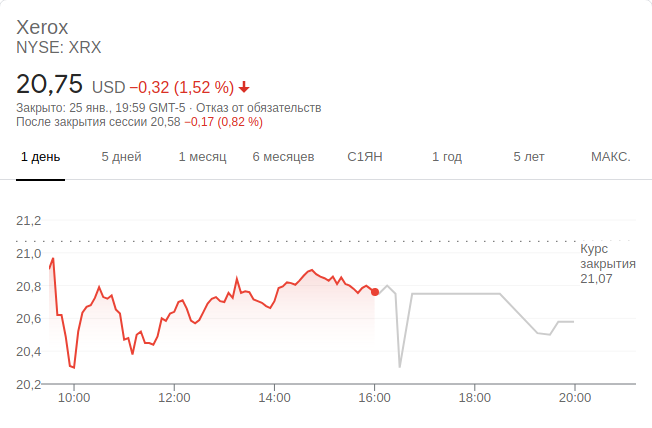 Xerox
NYSE: XRX
20,75 USD −0,32 (1,52 %)
Закрыто: 25 янв., 19:59 GMT-5 · Отказ от обязательств
После закрытия сессии 20,58 −0,17 (0,82 %)
1 день 5 дней 1 месяц 6 месяцев С1ЯН 1 год 5 лет МАКС.
21,2
21,0
20,8
20,6
20,4
20,2
Курс
закрытия
21,07
10:00 12:00 14:00 16:00 18:00 20:00